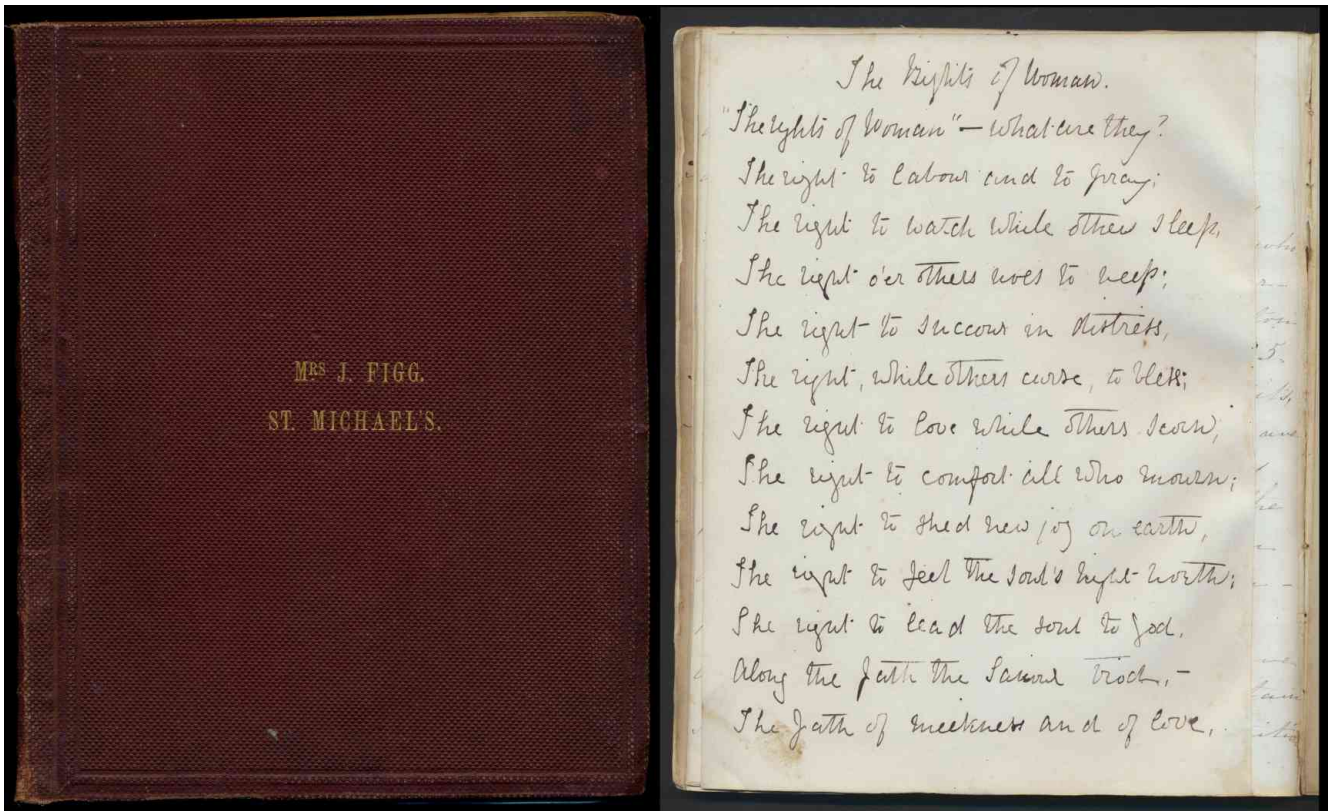 MRS J. FIGG.
ST. MICHAEL'S.
The Rights of Woman.
"The rights of Woman" — what are they?
The right to labour and to pray;
The right to watch while others sleep,
The right o'er others woes to weep;
The right to succour in distress,
The right, while others curse, to bless;
The right to love while others scorn;
The right to comfort all who mourn;
The right to shed new joy on earth,
The right to feel the soul's high worth;
The right to lead the soul to God,
Along the path the Saviour trod, —
The path of meekness and of love,